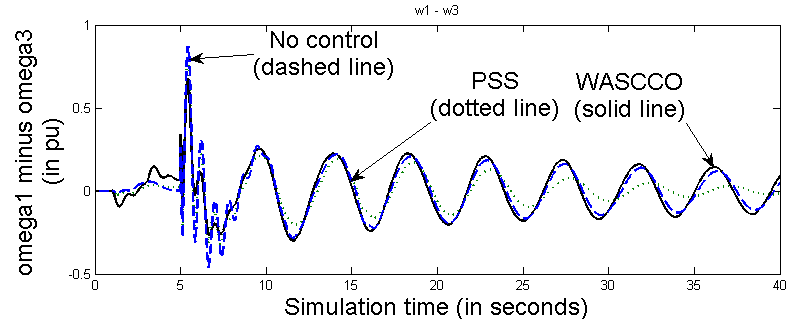 w1 - w3
No control
(dashed line)
PSS
(dotted line)
WASCCO
(solid line)
omega1 minus omega3
(in pu)
1
0.5
0
-0.5
0
5
10
15
20
25
30
35
40
Simulation time (in seconds)